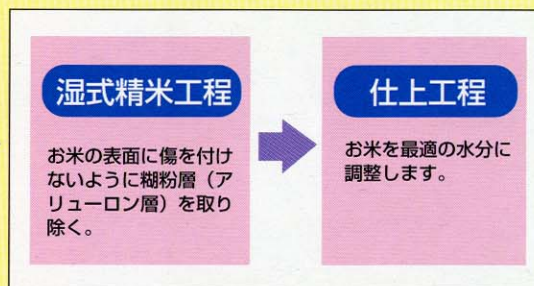 湿式精米工程
お米の表面に傷を付け
ないように糊粉層（ア
リューロン層）を取り
除く。
仕上工程
お米を最適の水分に
調整します。